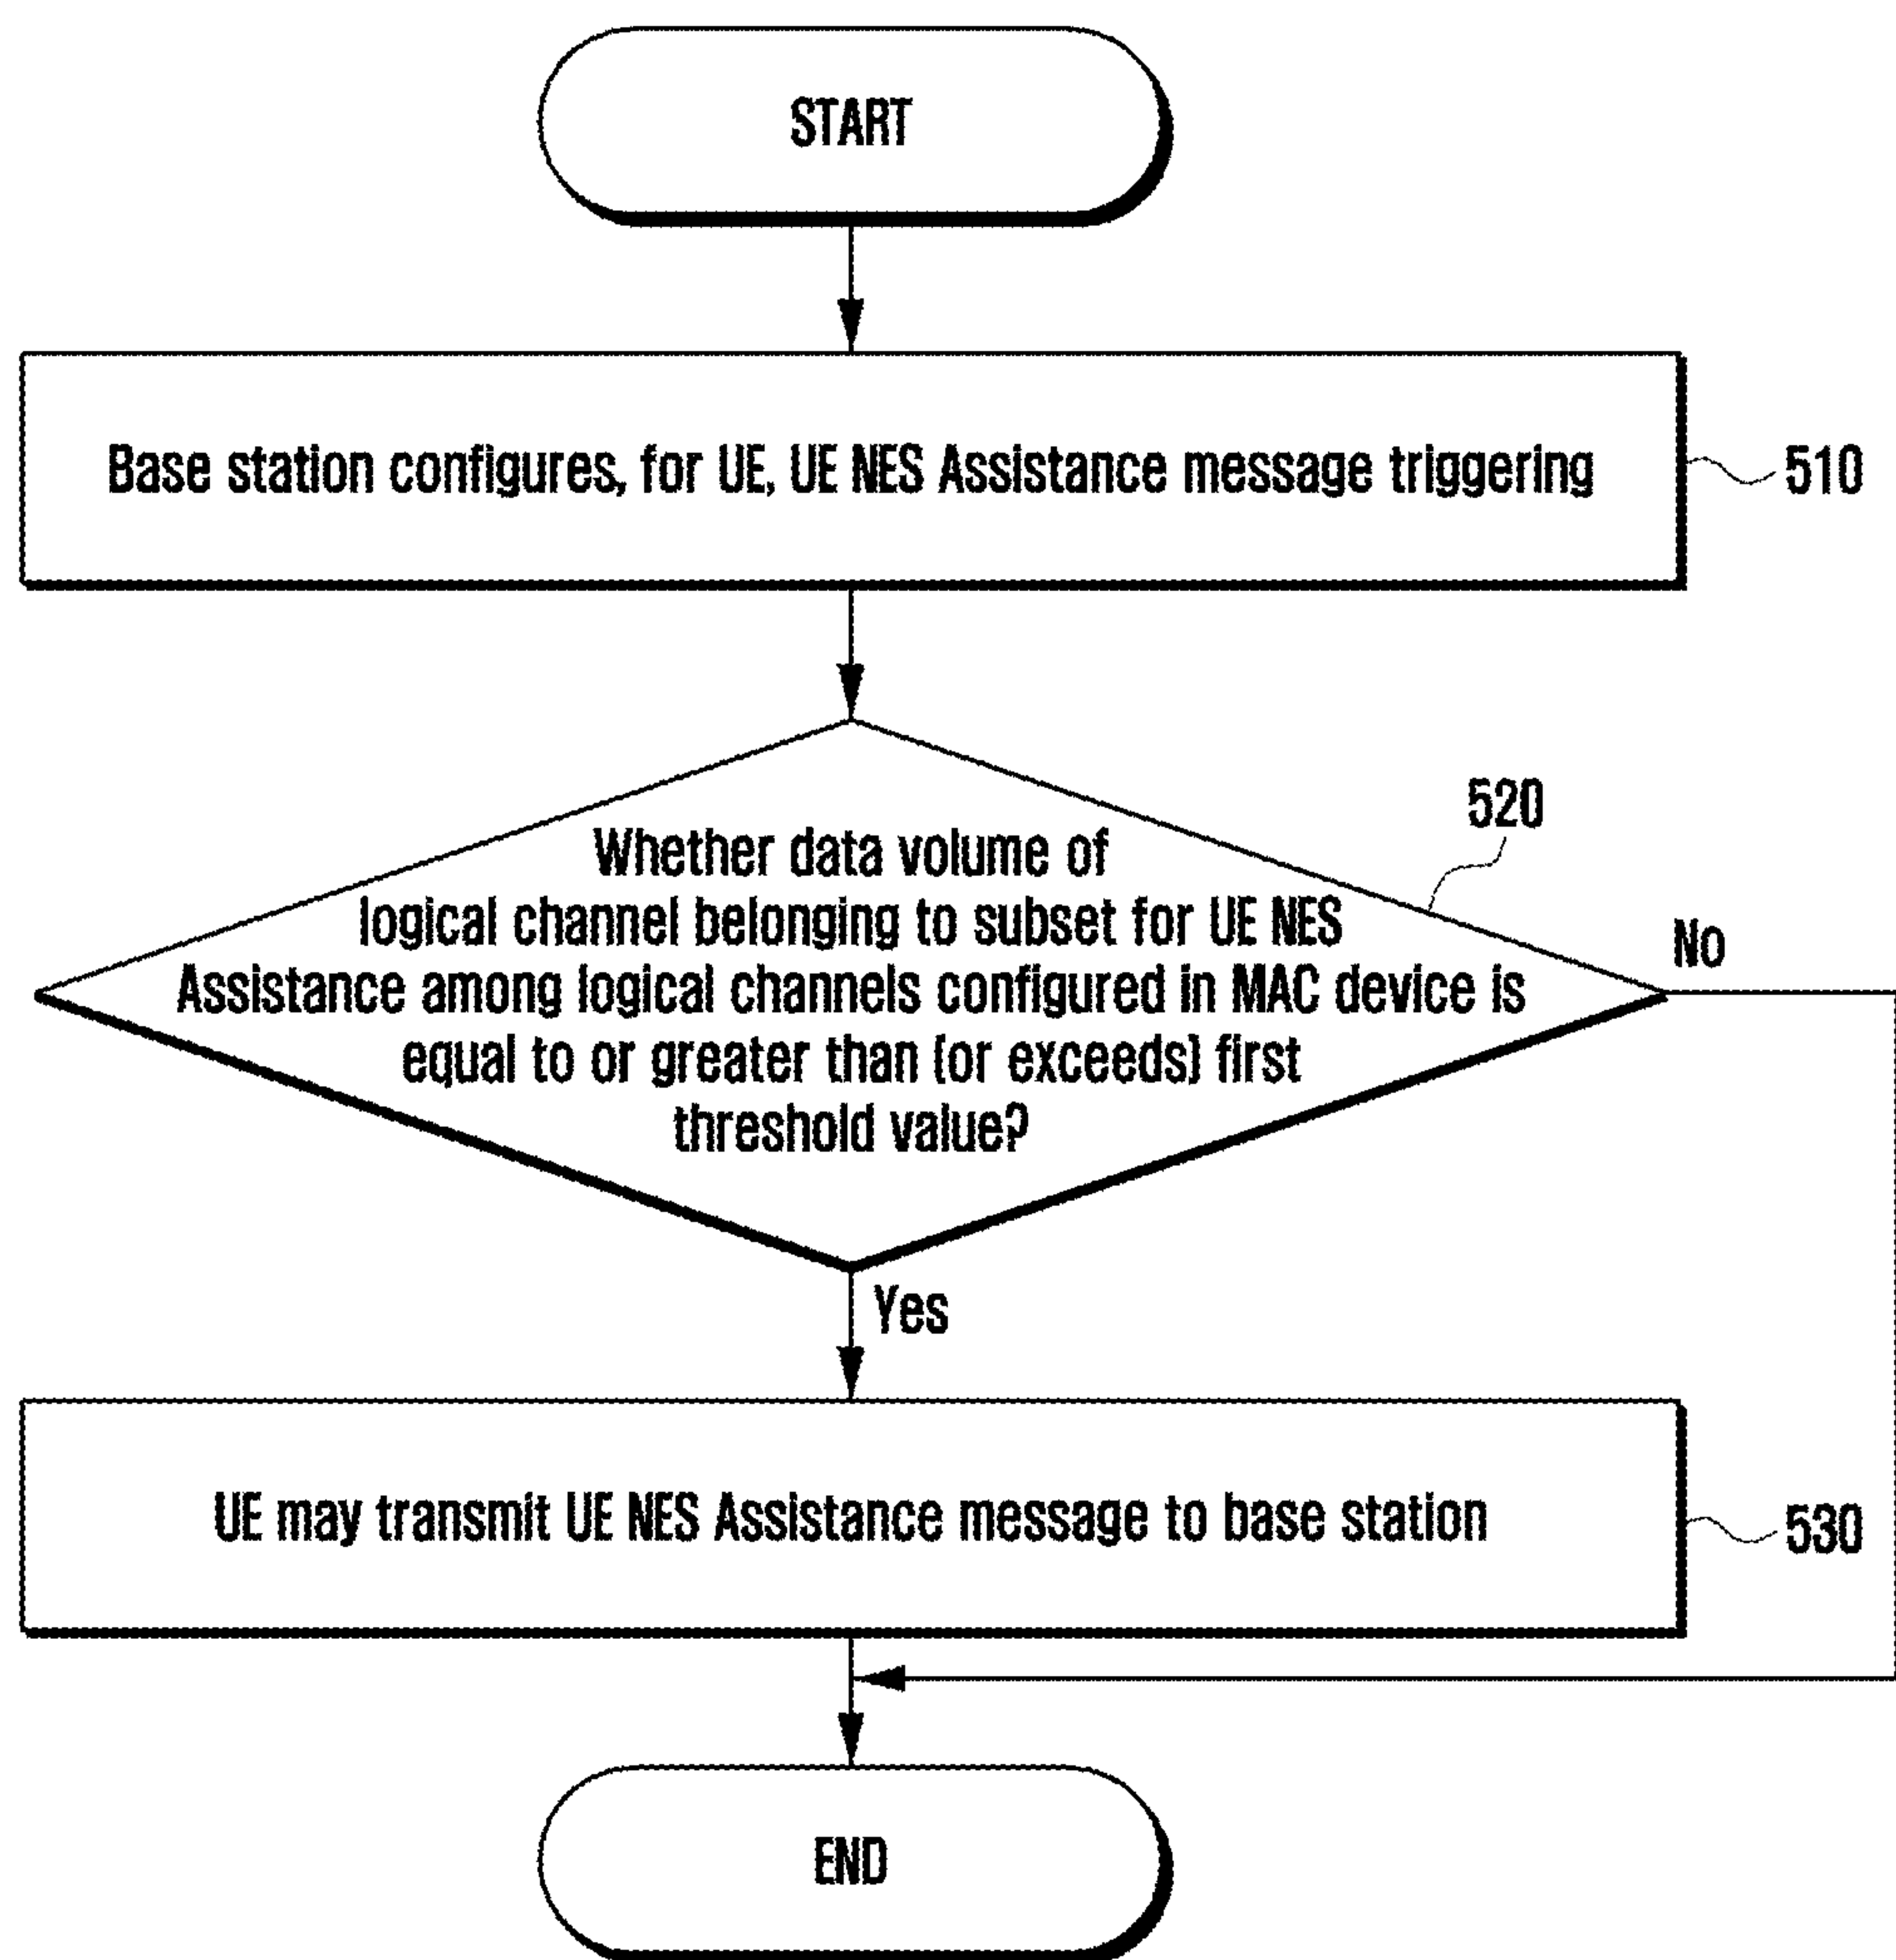 START
Base station configures, for UE, UE NES Assistance message triggering
510
520
Whether data volume of
logical channel belonging to subset for UE NES
Assistance among logical channels configured in MAC device is
equal to or greater than (or exceeds) first
threshold value?
No
Yes
UE may transmit UE NES Assistance message to base station
530
END